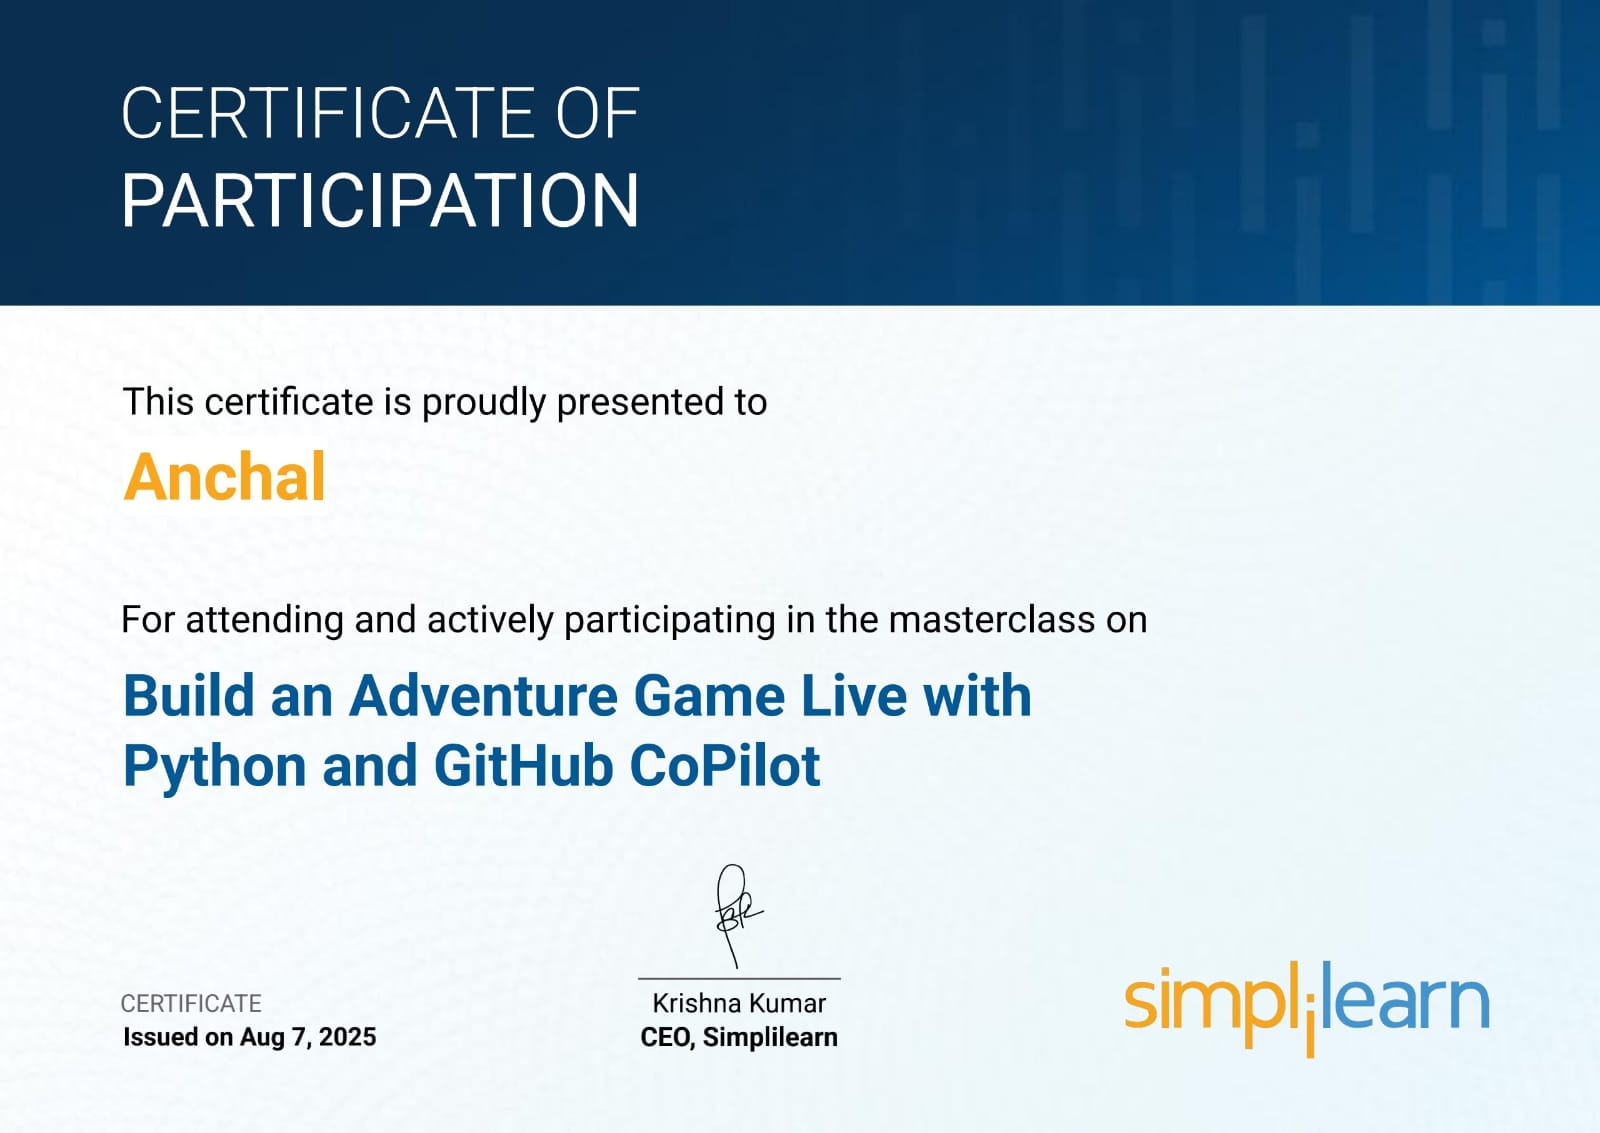 CERTIFICATE OF
PARTICIPATION
This certificate is proudly presented to
Anchal
For attending and actively participating in the masterclass on
Build an Adventure Game Live with
Python and GitHub CoPilot
CERTIFICATE
Issued on Aug 7, 2025
Krishna Kumar
CEO, Simplilearn
simplilearn